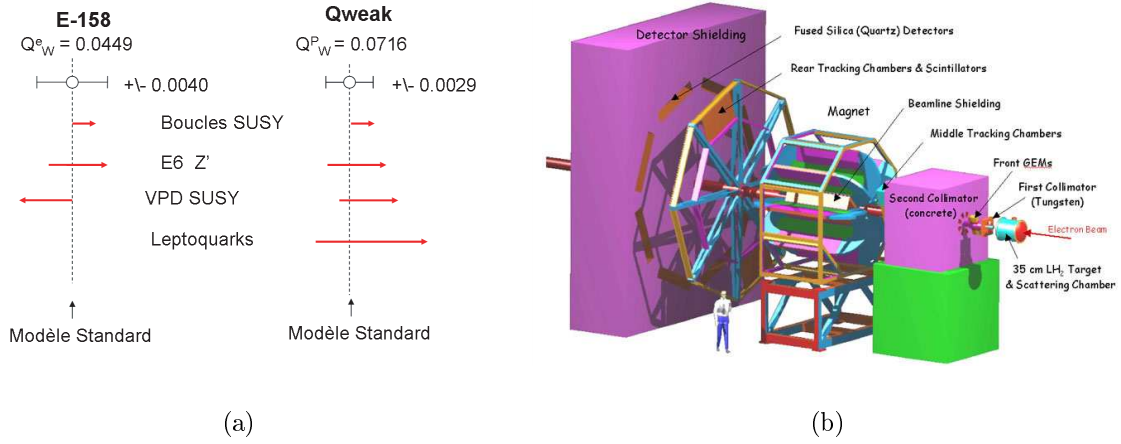 E-158
Qᵉ_W = 0.0449
+\- 0.0040
Qweak
Qᴾ_W = 0.0716
+\- 0.0029
Boucles SUSY
E6 Z'
VPD SUSY
Leptoquarks
Modèle Standard
Modèle Standard
(a)
Detector Shielding
Fused Silica (Quartz) Detectors
Rear Tracking Chambers & Scintillators
Magnet
Beamline Shielding
Middle Tracking Chambers
Front GEMs
First Collimator
(Tungsten)
Second Collimator
(concrete)
Electron Beam
35 cm LH₂ Target
& Scattering Chamber
(b)